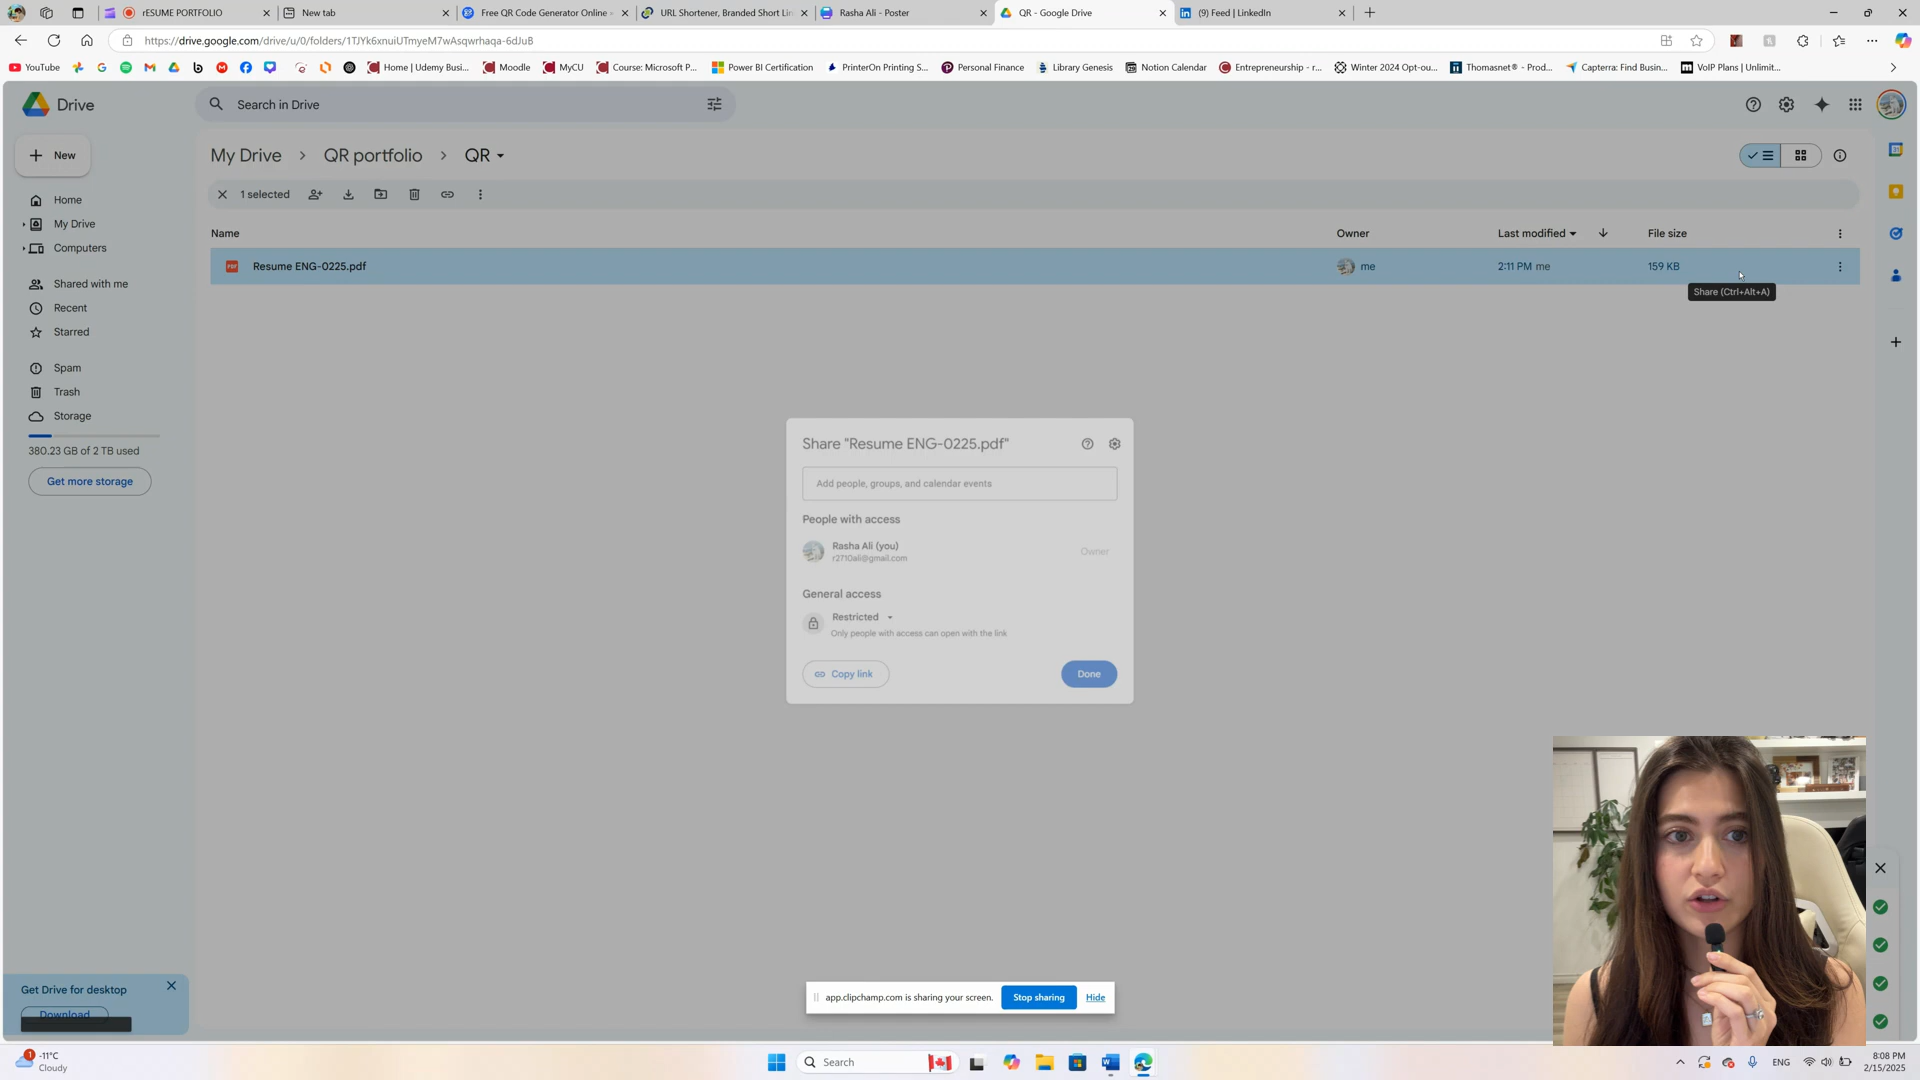 rESUME PORTFOLIO
New tab
Free QR Code Generator Online
URL Shortener, Branded Short Lin
Rasha Ali - Poster
QR - Google Drive
(9) Feed | LinkedIn
https://drive.google.com/drive/u/0/folders/1TJYk6xnuiUTmyeM7wAsqwrhaqa-6dJuB
YouTube
Home | Udemy Busi...
Moodle
MyCU
Course: Microsoft P...
Power BI Certification
PrinterOn Printing S...
Personal Finance
Library Genesis
Notion Calendar
Entrepreneurship - r...
Winter 2024 Opt-ou...
Thomasnet® - Prod...
Capterra: Find Busin...
VoIP Plans | Unlimit...
Drive
Search in Drive
New
My Drive > QR portfolio > QR
1 selected
Home
My Drive
Computers
Shared with me
Recent
Starred
Spam
Trash
Storage
380.23 GB of 2 TB used
Get more storage
Name
Owner
Last modified
File size
PDF
Resume ENG-0225.pdf
me
2:11 PM me
159 KB
Share (Ctrl+Alt+A)
31
Share "Resume ENG-0225.pdf"
Add people, groups, and calendar events
People with access
Rasha Ali (you)
r2710ali@gmail.com
Owner
General access
Restricted
Only people with access can open with the link
Copy link
Done
Get Drive for desktop
Download
app.clipchamp.com is sharing your screen.
Stop sharing
Hide
1
-11°C
Cloudy
Search
ENG
8:08 PM
2/15/2025